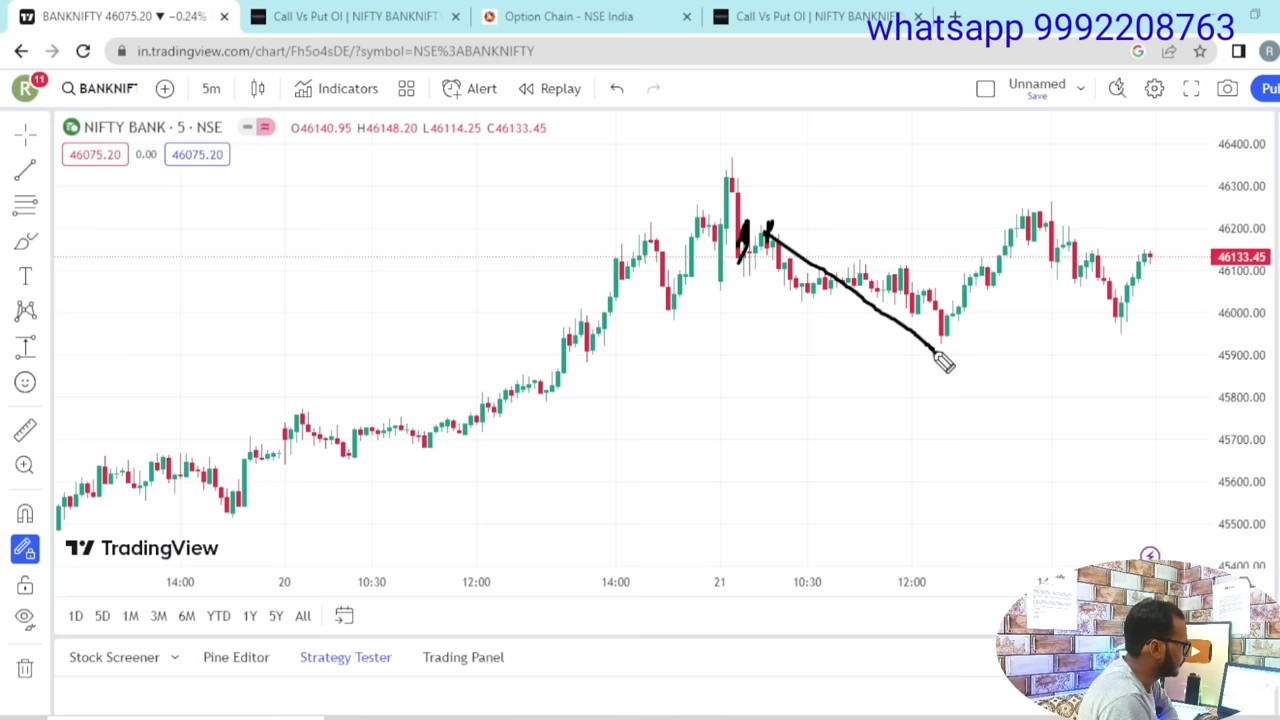 BANKNIFTY 46075.20 ▼ −0.24%
Call Vs Put OI | NIFTY BANKNIFT
Option Chain - NSE India
Call Vs Put OI | NIFTY BANKNIF
whatsapp 9992208763
in.tradingview.com/chart/Fh5o4sDE/?symbol=NSE%3ABANKNIFTY
R
R
11
BANKNIF
5m
Indicators
Alert
Replay
Unnamed
Save
Pu
NIFTY BANK · 5 · NSE
O46140.95 H46148.20 L46114.25 C46133.45
46075.20 0.00 46075.20
46400.00
46300.00
46200.00
46133.45
46100.00
46000.00
45900.00
45800.00
45700.00
45600.00
45500.00
45400.00
TradingView
14:00 20 10:30 12:00 14:00 21 10:30 12:00
1D 5D 1M 3M 6M YTD 1Y 5Y All
Stock Screener Pine Editor Strategy Tester Trading Panel